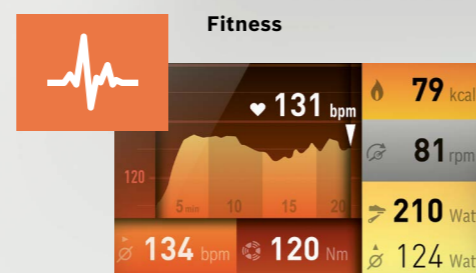 Fitness
131 bpm
79 kcal
81 rpm
120
5 min 10 15 20
210 Wat
134 bpm
120 Nm
124 Wat